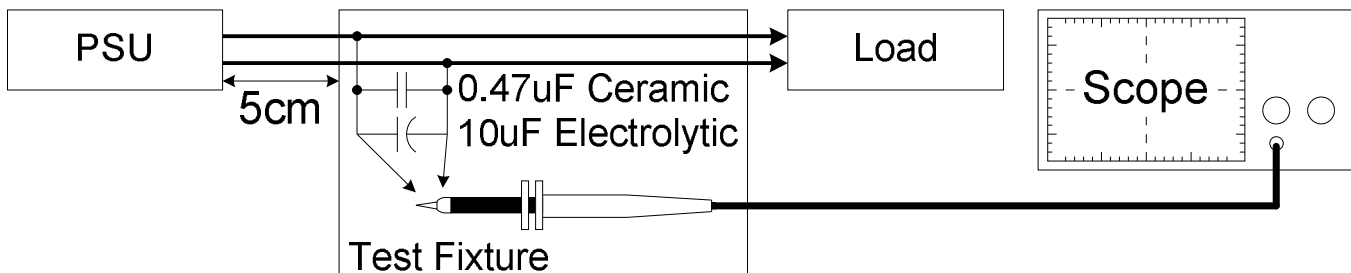 PSU
Load
Scope
5cm
0.47uF Ceramic
10uF Electrolytic
Test Fixture